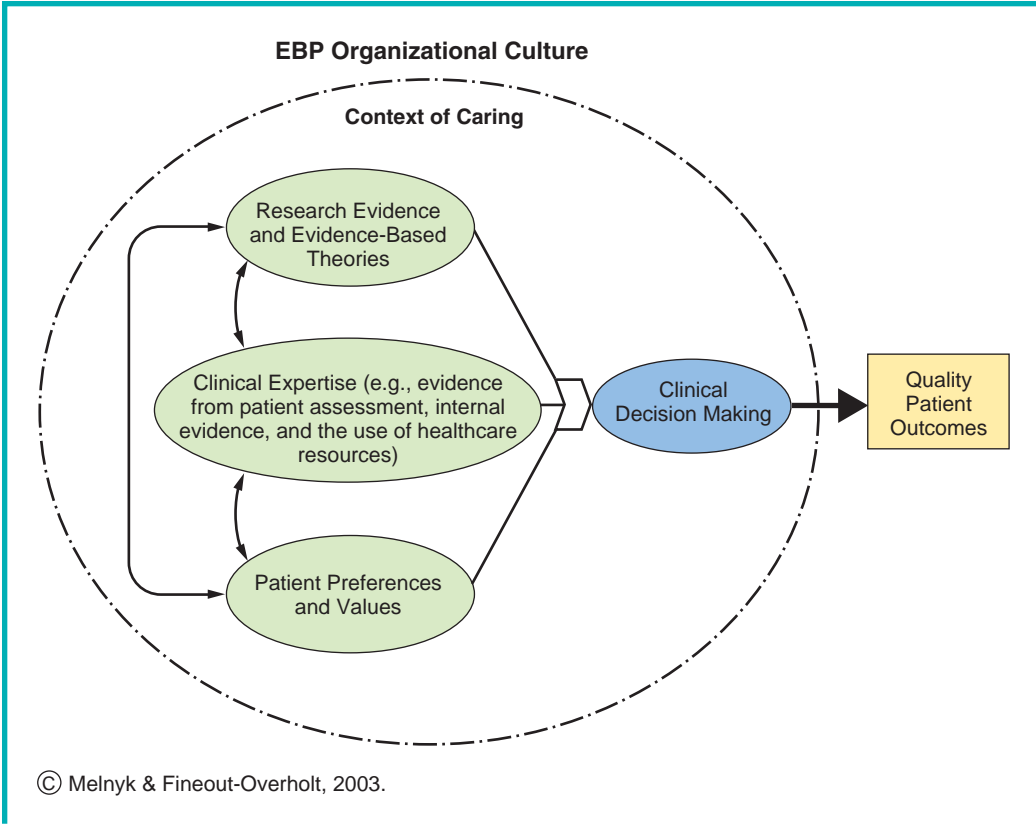 EBP Organizational Culture
Context of Caring
Research Evidence
and Evidence-Based
Theories
Clinical Expertise (e.g., evidence
from patient assessment, internal
evidence, and the use of healthcare
resources)
Patient Preferences
and Values
Clinical
Decision Making
Quality
Patient
Outcomes
© Melnyk & Fineout-Overholt, 2003.